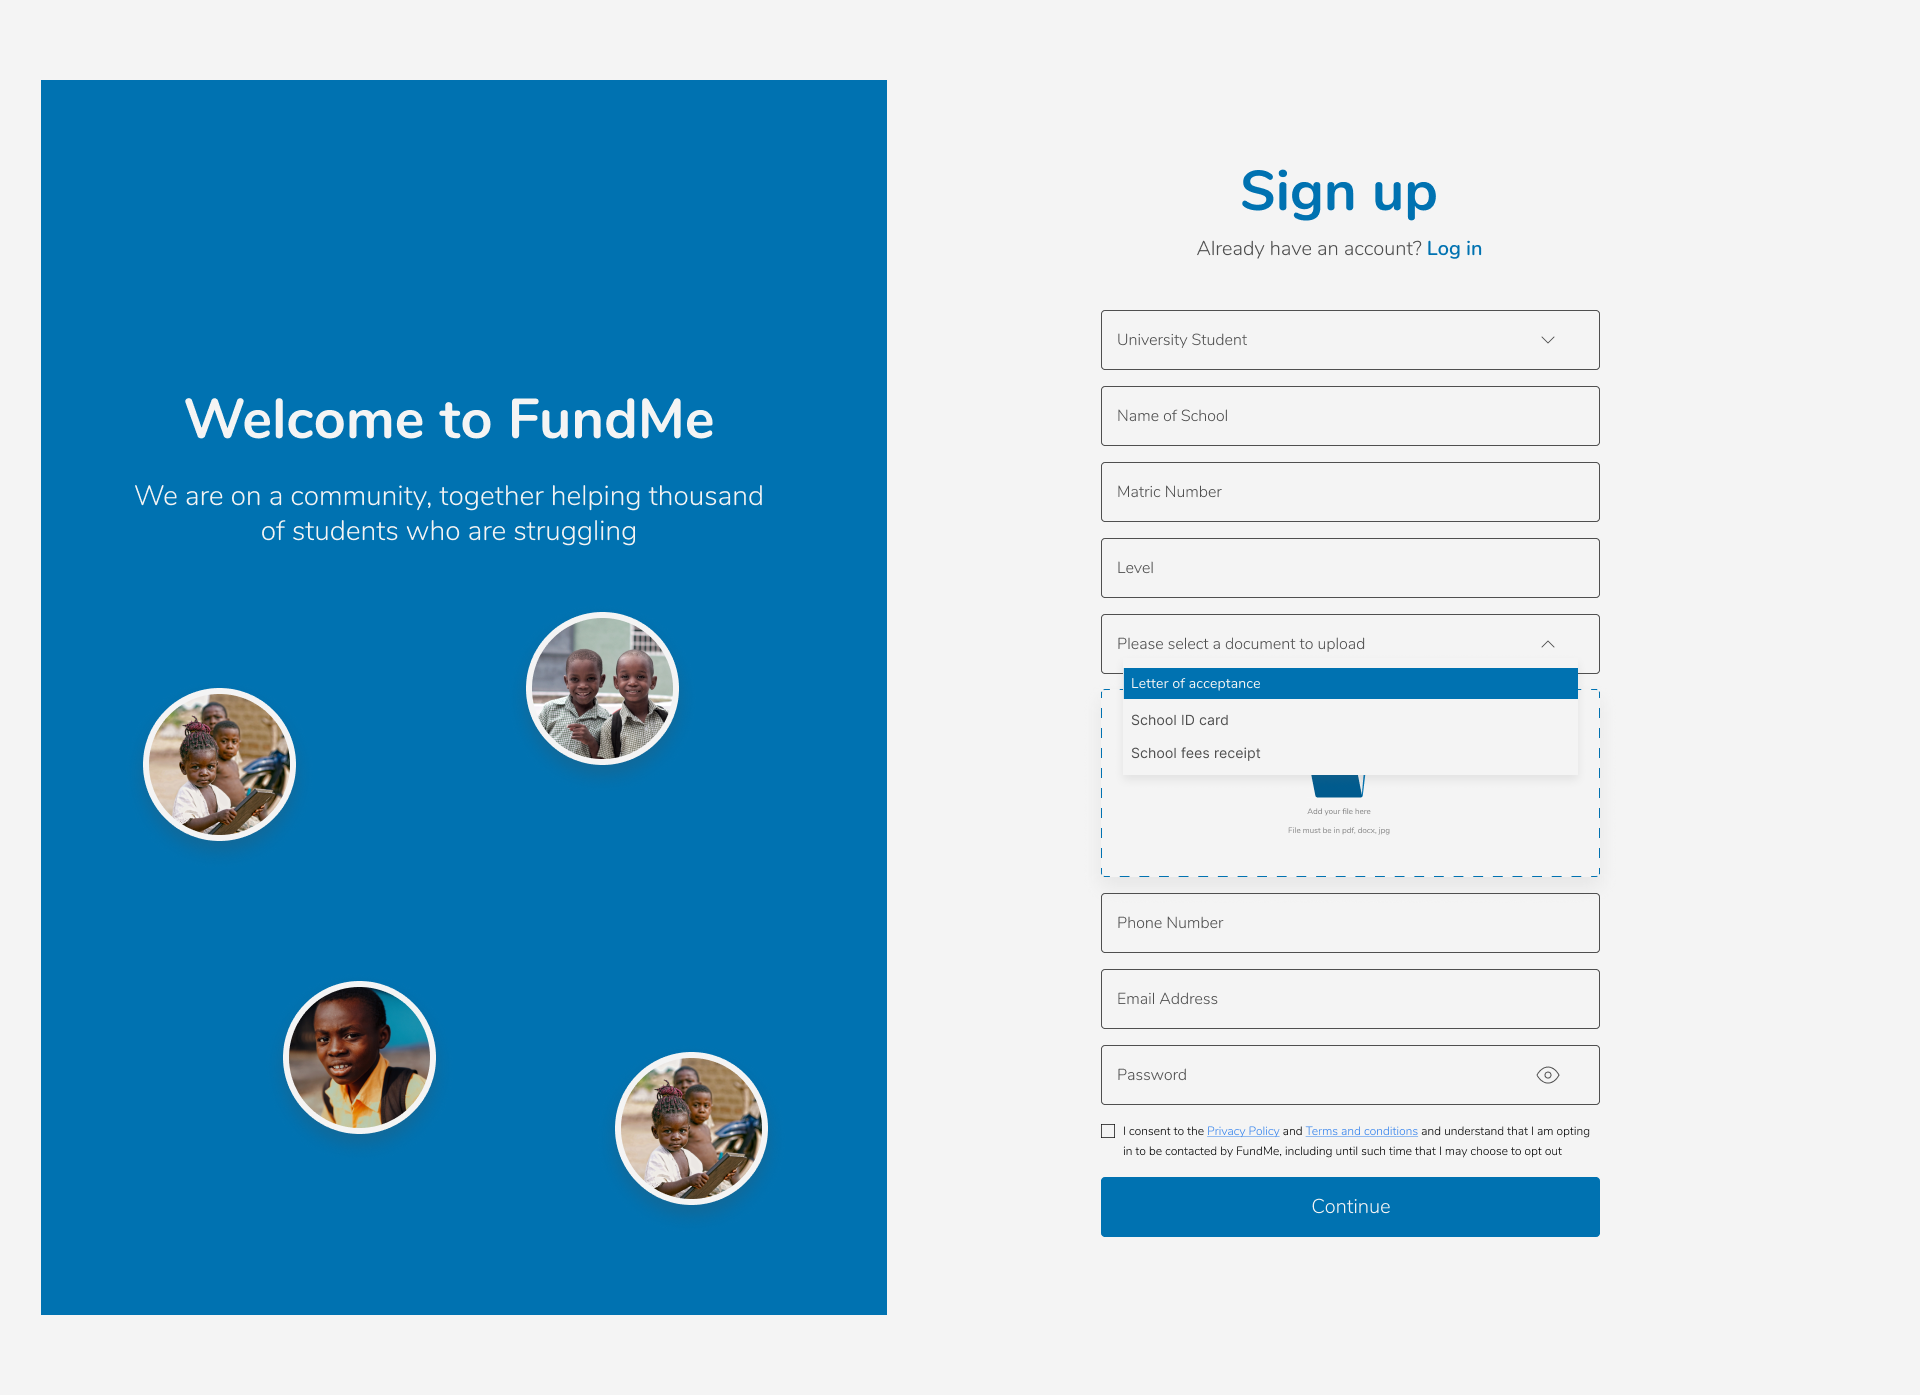 Welcome to FundMe
We are on a community, together helping thousand
of students who are struggling
Sign up
Already have an account? Log in
University Student
Name of School
Matric Number
Level
Please select a document to upload
Letter of acceptance
School ID card
School fees receipt
Add your file here
File must be in pdf, docx, jpg
Phone Number
Email Address
Password
I consent to the Privacy Policy and Terms and conditions and understand that I am opting
in to be contacted by FundMe, including until such time that I may choose to opt out
Continue